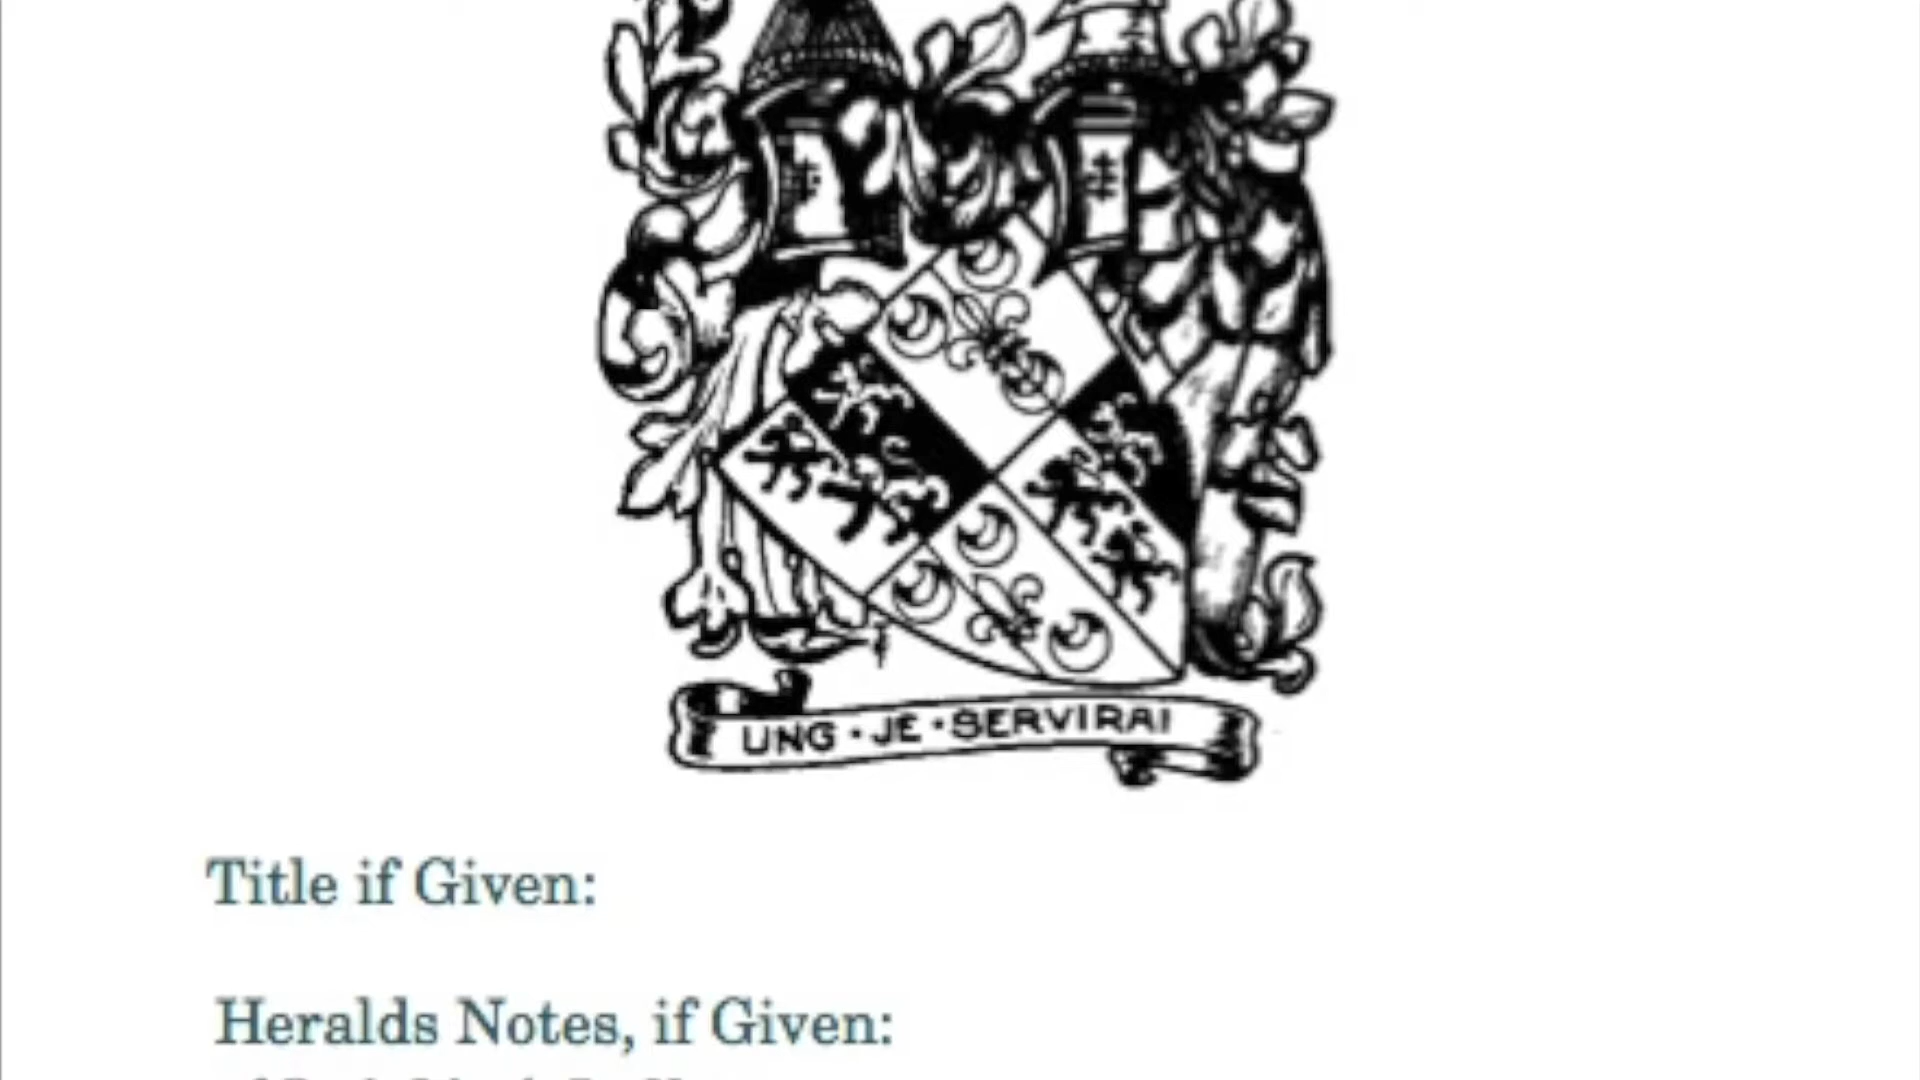 UNG · JE · SERVIRAI
Title if Given:
Heralds Notes, if Given: